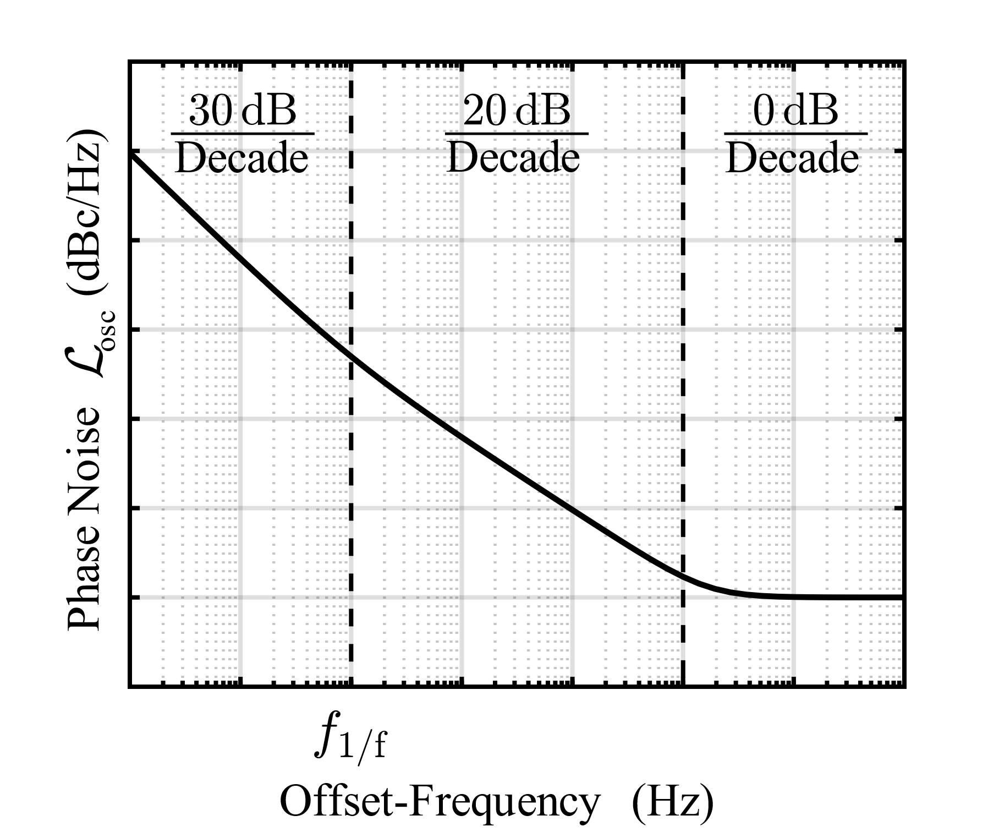 30 dB
Decade
20 dB
Decade
0 dB
Decade
Phase Noise ℒosc (dBc/Hz)
f1/f
Offset-Frequency (Hz)